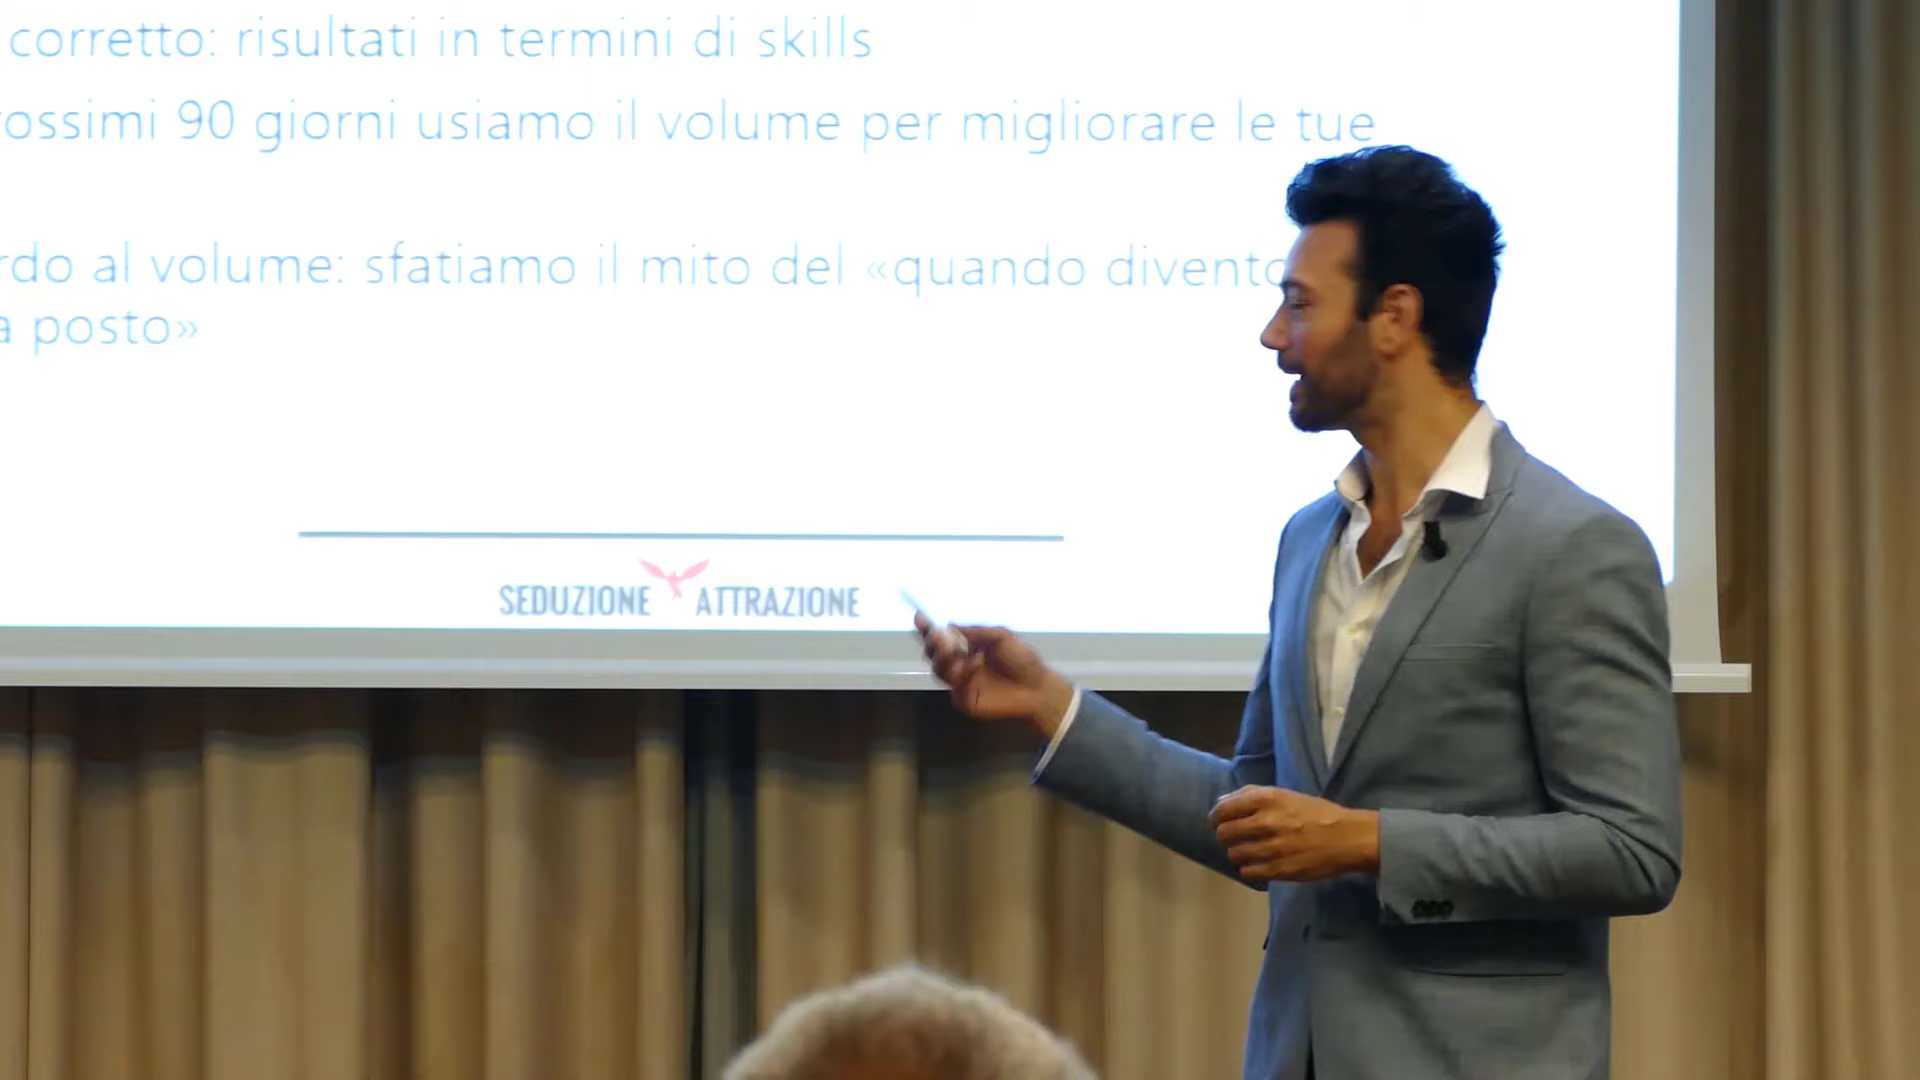 corretto: risultati in termini di skills
ossimi 90 giorni usiamo il volume per migliorare le tue
rdo al volume: sfatiamo il mito del «quando divento
a posto»
SEDUZIONE ATTRAZIONE